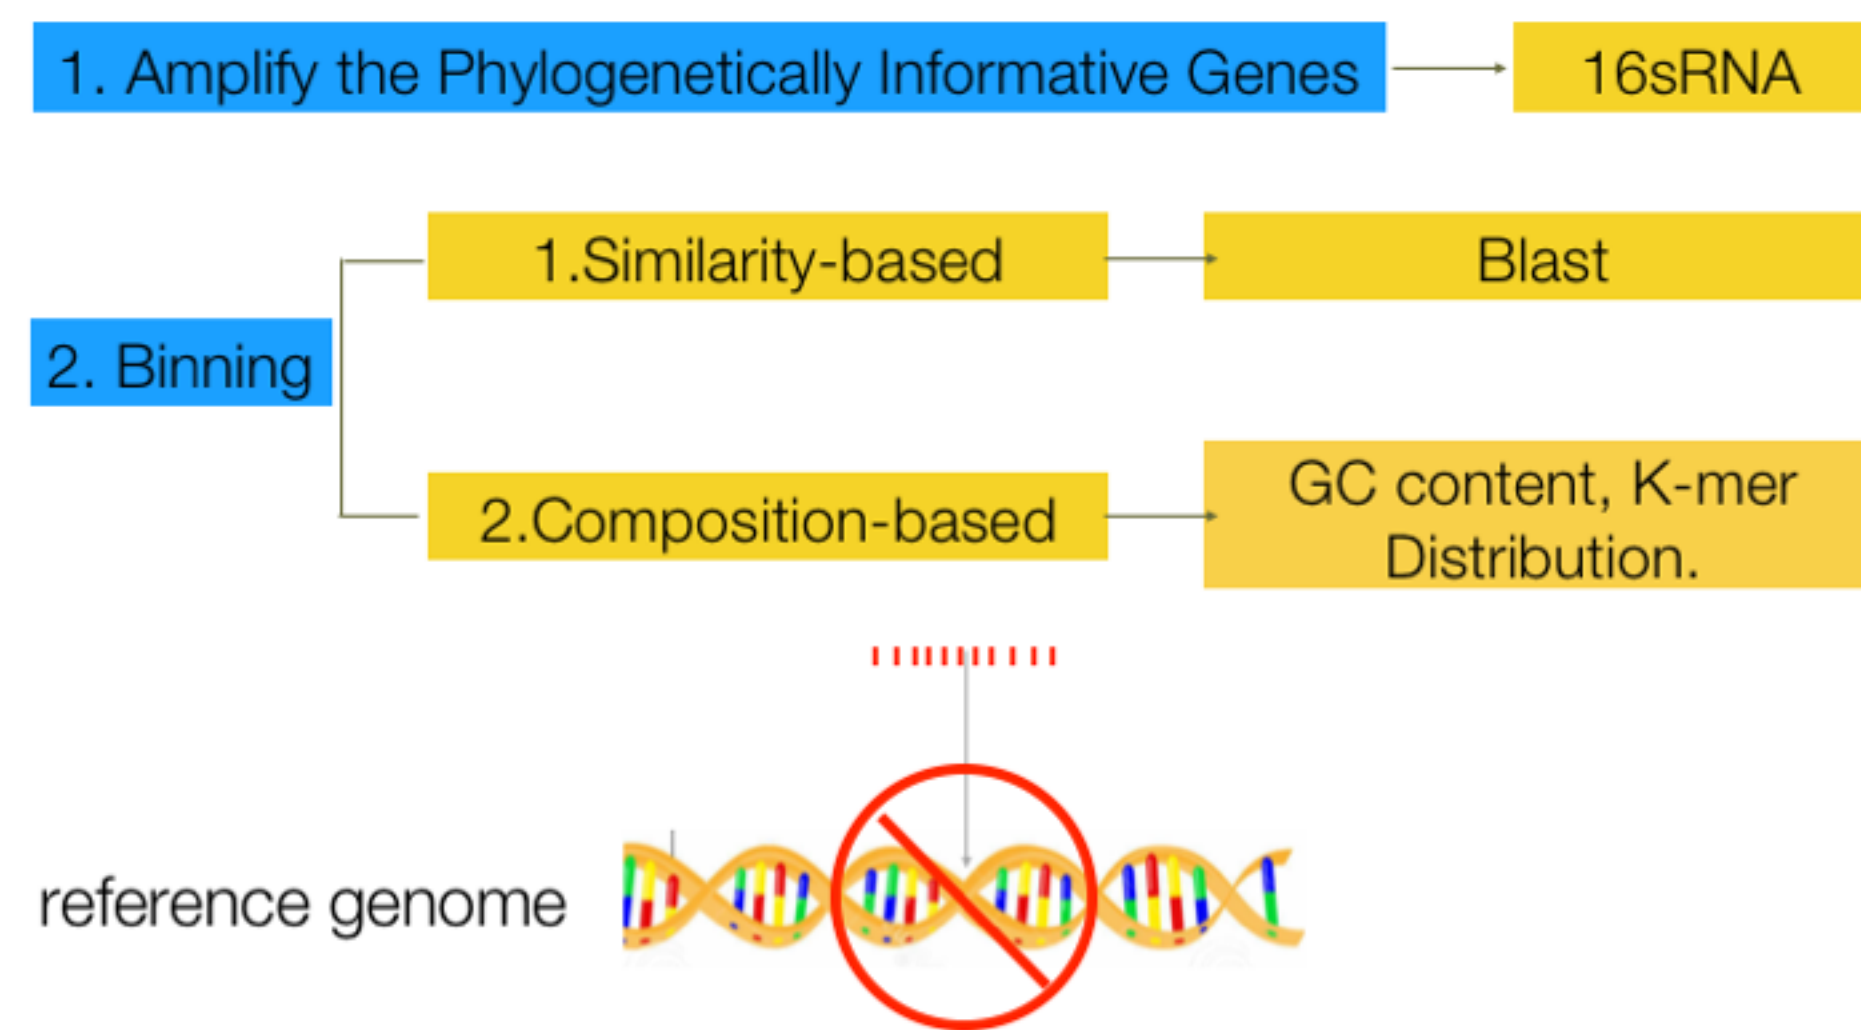 1. Amplify the Phylogenetically Informative Genes
16sRNA
1.Similarity-based
Blast
2. Binning
2.Composition-based
GC content, K-mer
Distribution.
reference genome